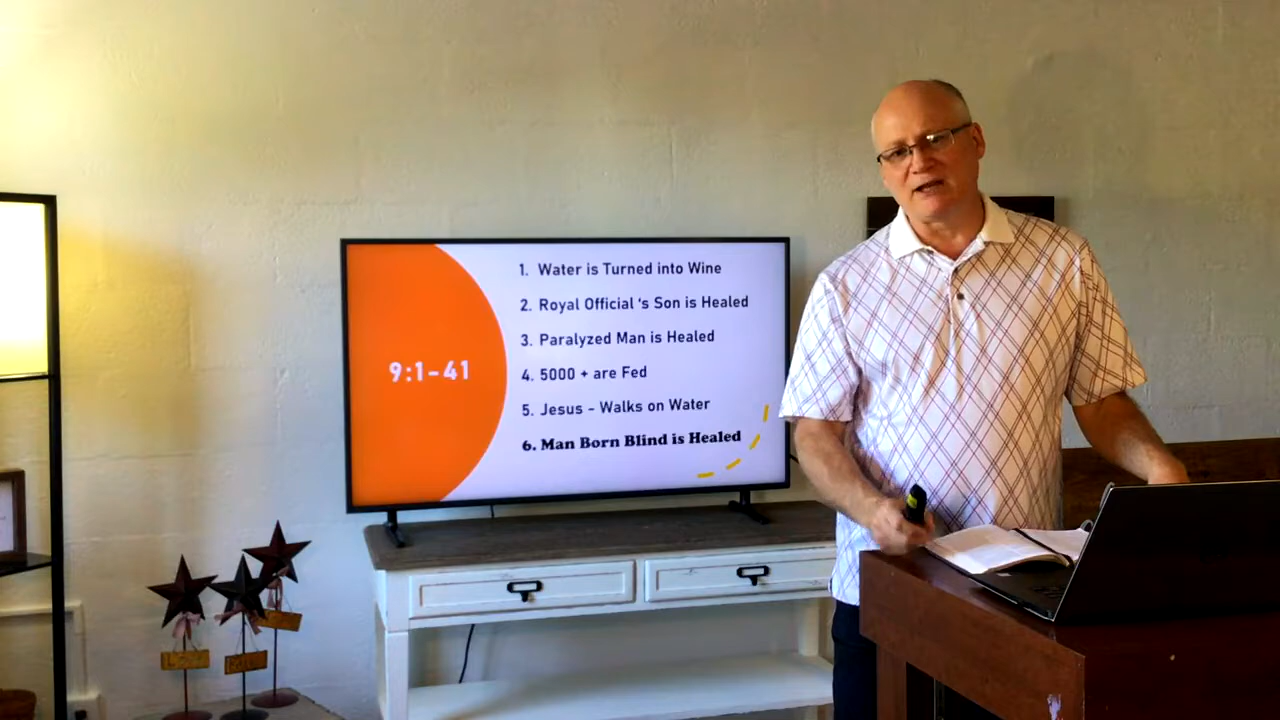 9:1-41
1. Water is Turned into Wine
2. Royal Official 's Son is Healed
3. Paralyzed Man is Healed
4. 5000 + are Fed
5. Jesus - Walks on Water
6. Man Born Blind is Healed